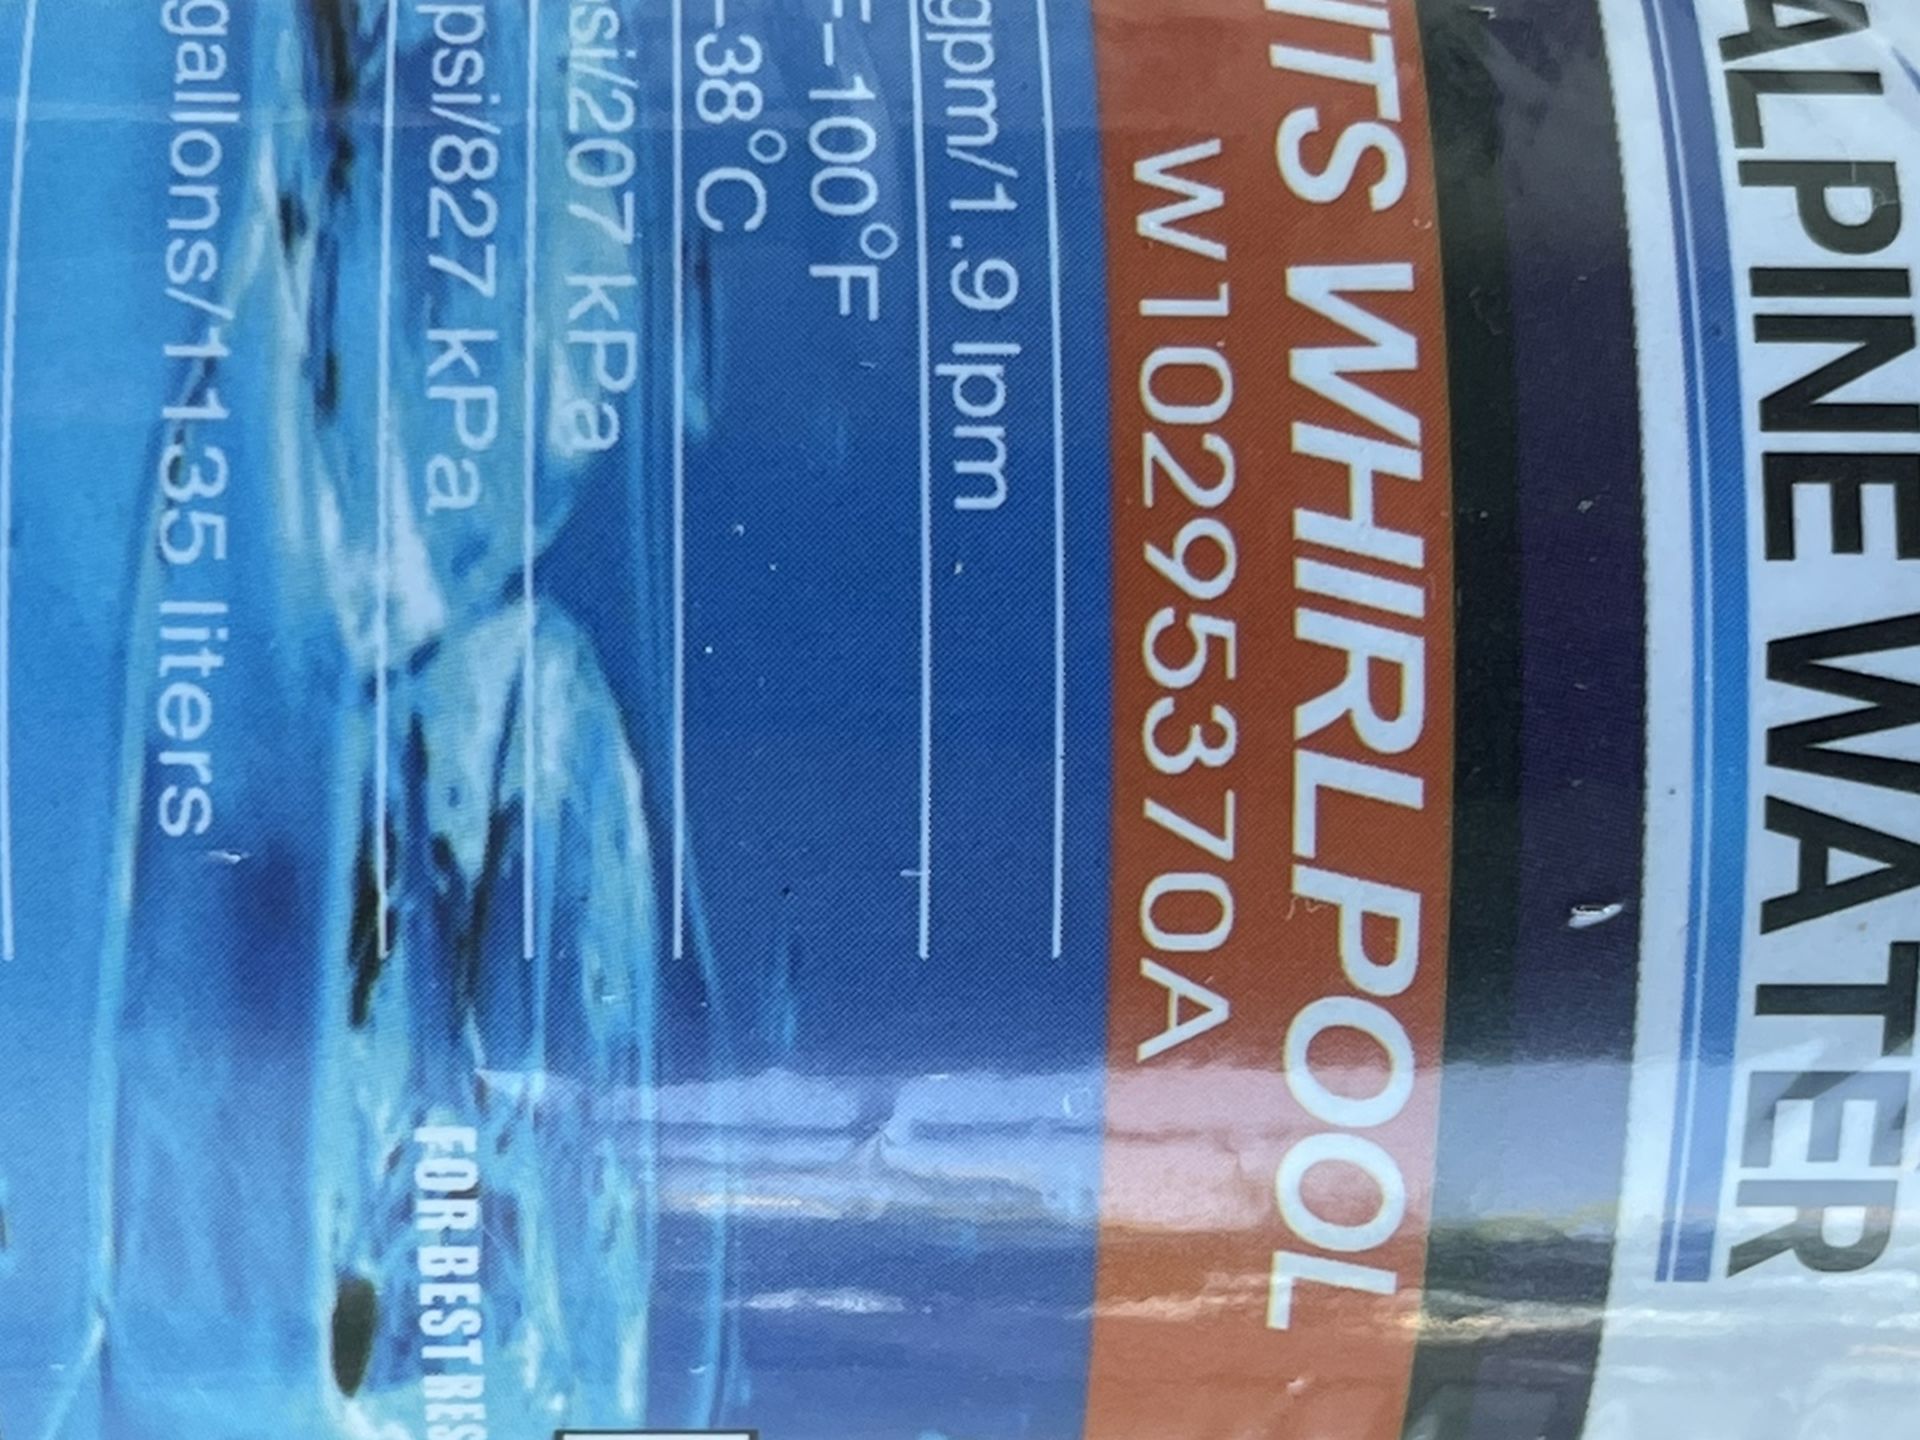 ALPINE WATER
ITS WHIRLPOOL
W10295370A
gpm/1.9 lpm
F–100°F
–38°C
si/207 kPa
psi/827 kPa
gallons/1135 liters
FOR BEST RES